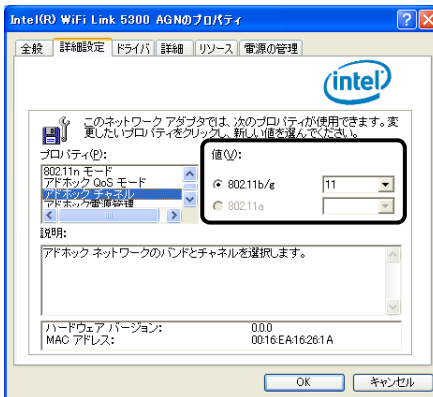 Intel(R) WiFi Link 5300 AGNのプロパティ
全般 詳細設定 ドライバ 詳細 リソース 電源の管理
intel
このネットワーク アダプタでは、次のプロパティが使用できます。変
更したいプロパティをクリックし、新しい値を選んでください。
プロパティ(P):
値(V):
802.11n モード
アドホック QoS モード
アドホック チャネル
アドホック電源管理
802.11b/g
11
802.11a
説明:
アドホック ネットワークのバンドとチャネルを選択します。
ハードウェア バージョン: 0.0.0
MAC アドレス: 00:16:EA:16:26:1A
OK
キャンセル